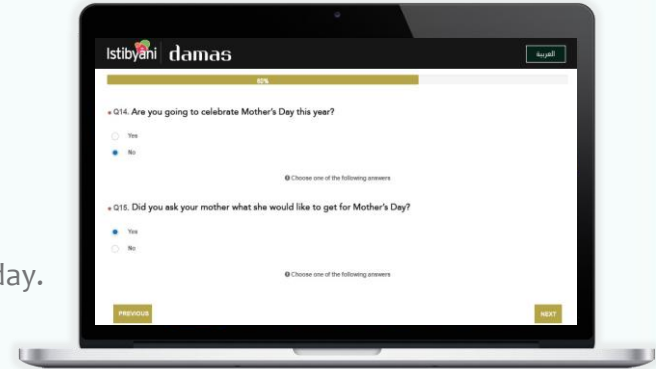 Istibyani damas
العربية
Q14. Are you going to celebrate Mother's Day this year?
Yes
No
Choose one of the following answers
Q15. Did you ask your mother what she would like to get for Mother's Day?
Yes
No
Choose one of the following answers
day.
PREVIOUS
NEXT